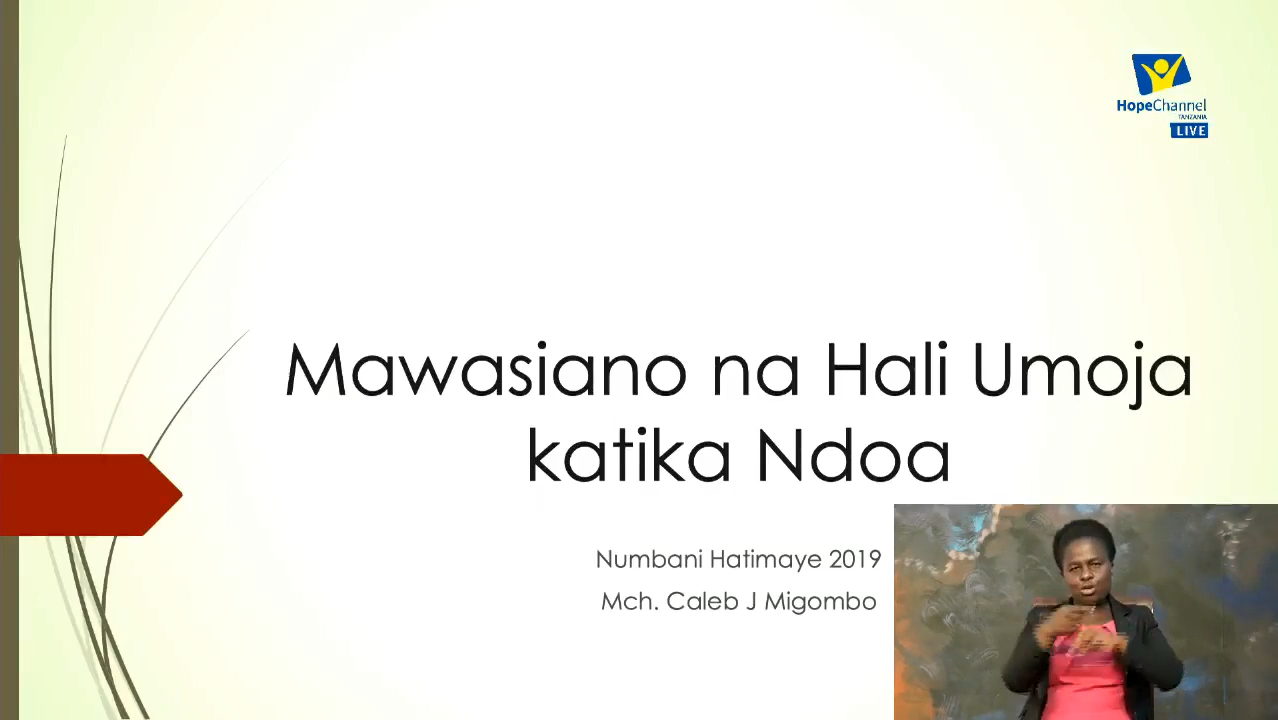 HopeChannel
TANZANIA
LIVE
Mawasiano na Hali Umoja
katika Ndoa
Numbani Hatimaye 2019
Mch. Caleb J Migombo